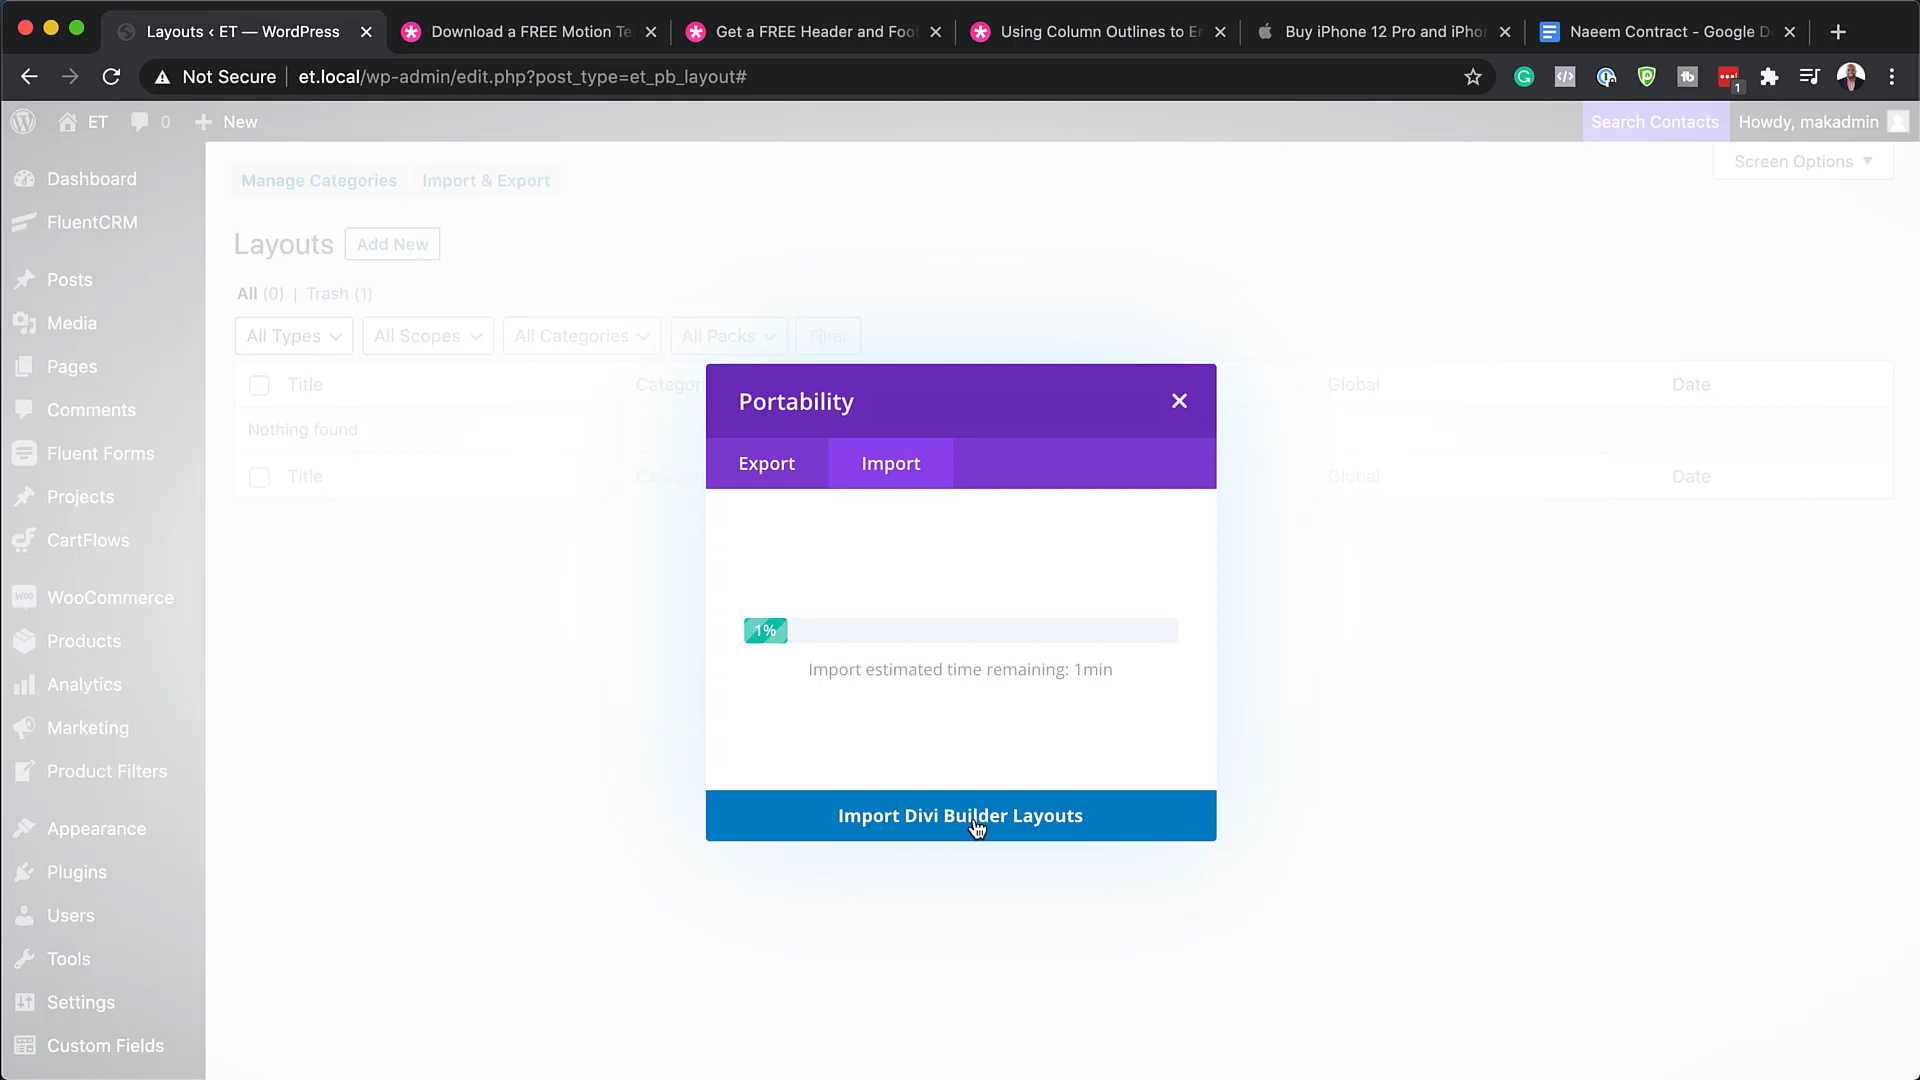 Layouts ‹ ET — WordPress
Download a FREE Motion Te
Get a FREE Header and Foot
Using Column Outlines to Er
Buy iPhone 12 Pro and iPhon
Naeem Contract - Google D
Not Secure
et.local/wp-admin/edit.php?post_type=et_pb_layout#
1
ET
0
New
Search Contacts
Howdy, makadmin
Screen Options
Dashboard
FluentCRM
Posts
Media
Pages
Comments
Fluent Forms
Projects
CartFlows
WooCommerce
Products
Analytics
Marketing
Product Filters
Appearance
Plugins
Users
Tools
Settings
Custom Fields
Manage Categories
Import & Export
Layouts
Add New
All (0) | Trash (1)
All Types
All Scopes
All Categories
All Packs
Filter
Title
Categor
Global
Date
Nothing found
Title
Global
Date
Portability
Export
Import
1%
Import estimated time remaining: 1min
Import Divi Builder Layouts